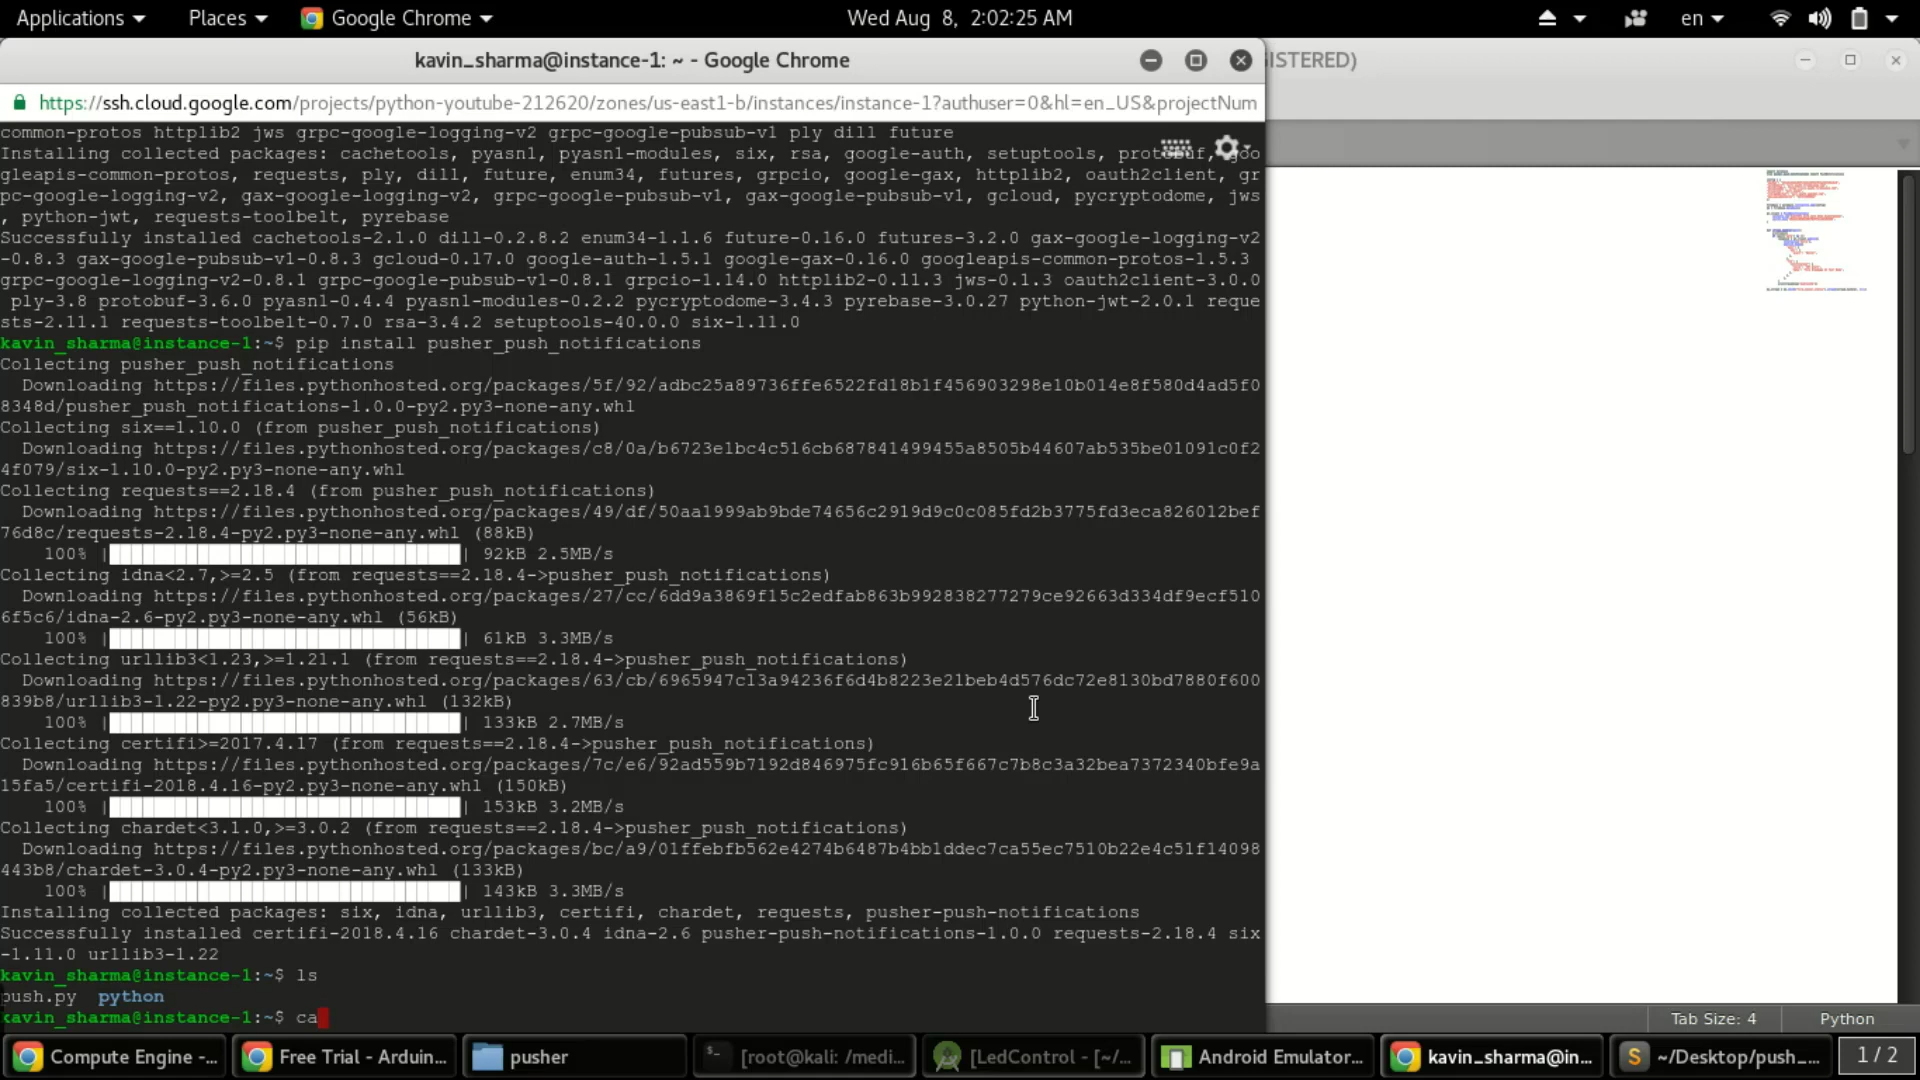 Applications Places Google Chrome Wed Aug 8, 2:02:25 AM en
kavin_sharma@instance-1: ~ - Google Chrome
ISTERED)
https://ssh.cloud.google.com/projects/python-youtube-212620/zones/us-east1-b/instances/instance-1?authuser=0&hl=en_US&projectNum
common-protos httplib2 jws grpc-google-logging-v2 grpc-google-pubsub-v1 ply dill future
Installing collected packages: cachetools, pyasn1, pyasn1-modules, six, rsa, google-auth, setuptools, protobuf, goo
gleapis-common-protos, requests, ply, dill, future, enum34, futures, grpcio, google-gax, httplib2, oauth2client, gr
pc-google-logging-v2, gax-google-logging-v2, grpc-google-pubsub-v1, gax-google-pubsub-v1, gcloud, pycryptodome, jws
, python-jwt, requests-toolbelt, pyrebase
Successfully installed cachetools-2.1.0 dill-0.2.8.2 enum34-1.1.6 future-0.16.0 futures-3.2.0 gax-google-logging-v2
-0.8.3 gax-google-pubsub-v1-0.8.3 gcloud-0.17.0 google-auth-1.5.1 google-gax-0.16.0 googleapis-common-protos-1.5.3
grpc-google-logging-v2-0.8.1 grpc-google-pubsub-v1-0.8.1 grpcio-1.14.0 httplib2-0.11.3 jws-0.1.3 oauth2client-3.0.0
ply-3.8 protobuf-3.6.0 pyasn1-0.4.4 pyasn1-modules-0.2.2 pycryptodome-3.4.3 pyrebase-3.0.27 python-jwt-2.0.1 reque
sts-2.11.1 requests-toolbelt-0.7.0 rsa-3.4.2 setuptools-40.0.0 six-1.11.0
kavin_sharma@instance-1:~$ pip install pusher_push_notifications
Collecting pusher_push_notifications
Downloading https://files.pythonhosted.org/packages/5f/92/adbc25a89736ffe6522fd18b1f456903298e10b014e8f580d4ad5f0
8348d/pusher_push_notifications-1.0.0-py2.py3-none-any.whl
Collecting six==1.10.0 (from pusher_push_notifications)
Downloading https://files.pythonhosted.org/packages/c8/0a/b6723e1bc4c516cb687841499455a8505b44607ab535be01091c0f2
4f079/six-1.10.0-py2.py3-none-any.whl
Collecting requests==2.18.4 (from pusher_push_notifications)
Downloading https://files.pythonhosted.org/packages/49/df/50aa1999ab9bde74656c2919d9c0c085fd2b3775fd3eca826012bef
76d8c/requests-2.18.4-py2.py3-none-any.whl (88kB)
100% | | 92kB 2.5MB/s
Collecting idna<2.7,>=2.5 (from requests==2.18.4->pusher_push_notifications)
Downloading https://files.pythonhosted.org/packages/27/cc/6dd9a3869f15c2edfab863b992838277279ce92663d334df9ecf510
6f5c6/idna-2.6-py2.py3-none-any.whl (56kB)
100% | | 61kB 3.3MB/s
Collecting urllib3<1.23,>=1.21.1 (from requests==2.18.4->pusher_push_notifications)
Downloading https://files.pythonhosted.org/packages/63/cb/6965947c13a94236f6d4b8223e21beb4d576dc72e8130bd7880f600
839b8/urllib3-1.22-py2.py3-none-any.whl (132kB)
100% | | 133kB 2.7MB/s
Collecting certifi>=2017.4.17 (from requests==2.18.4->pusher_push_notifications)
Downloading https://files.pythonhosted.org/packages/7c/e6/92ad559b7192d846975fc916b65f667c7b8c3a32bea7372340bfe9a
15fa5/certifi-2018.4.16-py2.py3-none-any.whl (150kB)
100% | | 153kB 3.2MB/s
Collecting chardet<3.1.0,>=3.0.2 (from requests==2.18.4->pusher_push_notifications)
Downloading https://files.pythonhosted.org/packages/bc/a9/01ffebfb562e4274b6487b4bb1ddec7ca55ec7510b22e4c51f14098
443b8/chardet-3.0.4-py2.py3-none-any.whl (133kB)
100% | | 143kB 3.3MB/s
Installing collected packages: six, idna, urllib3, certifi, chardet, requests, pusher-push-notifications
Successfully installed certifi-2018.4.16 chardet-3.0.4 idna-2.6 pusher-push-notifications-1.0.0 requests-2.18.4 six
-1.11.0 urllib3-1.22
kavin_sharma@instance-1:~$ ls
push.py python
kavin_sharma@instance-1:~$ ca
Tab Size: 4 Python
Compute Engine -... Free Trial - Arduin... pusher [root@kali: /medi... [LedControl - [~/... Android Emulator... kavin_sharma@in... ~/Desktop/push_... 1 / 2